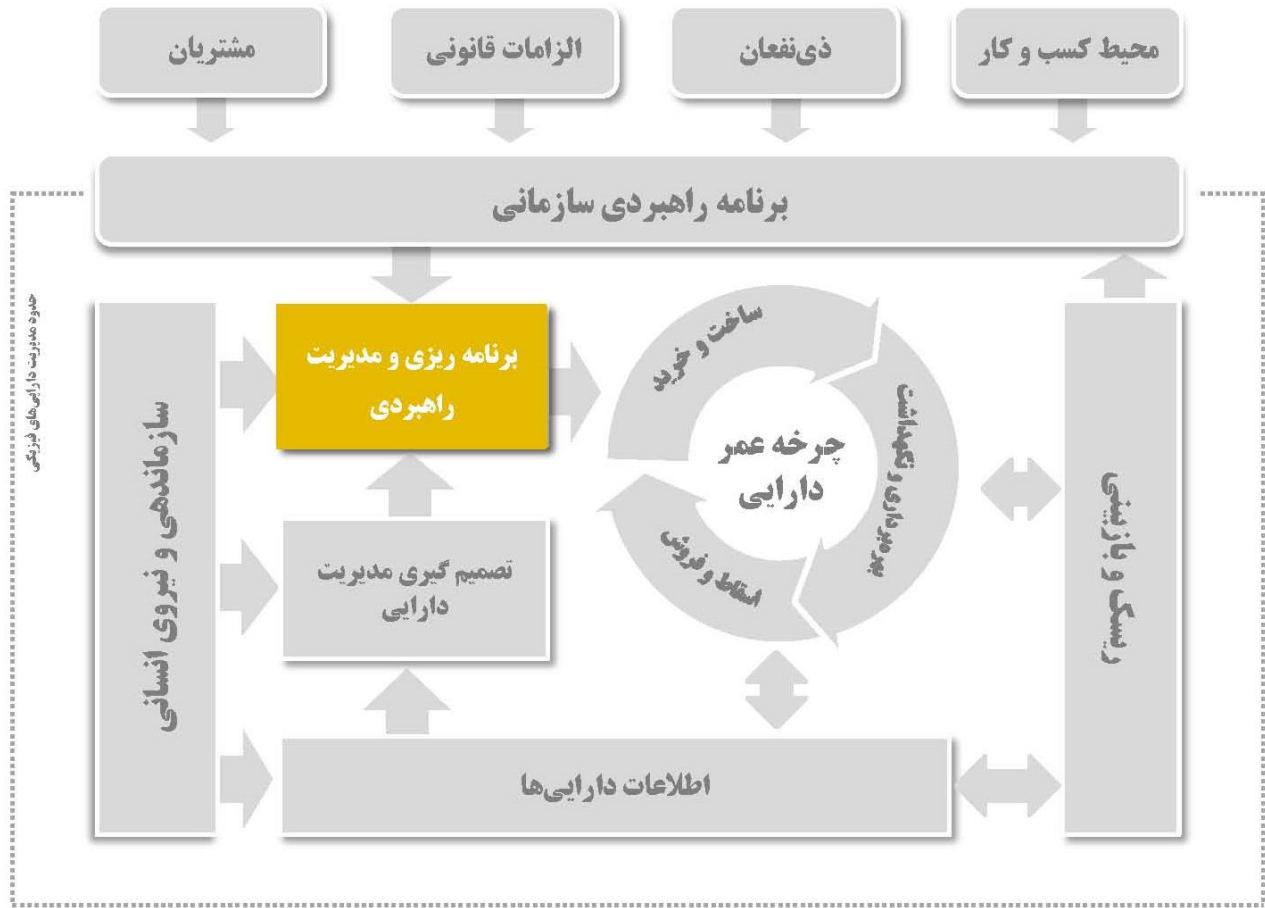 محیط کسب و کار
ذی‌نفعان
الزامات قانونی
مشتریان
برنامه راهبردی سازمانی
حدود مدیریت دارایی‌های فیزیکی
ریسک و بازبینی
ساخت و خرید
بهره‌برداری و نگهداشت
اسقاط و فروش
چرخه عمر
دارایی
برنامه ریزی و مدیریت
راهبردی
تصمیم گیری مدیریت
دارایی
سازماندهی و نیروی انسانی
اطلاعات دارایی‌ها